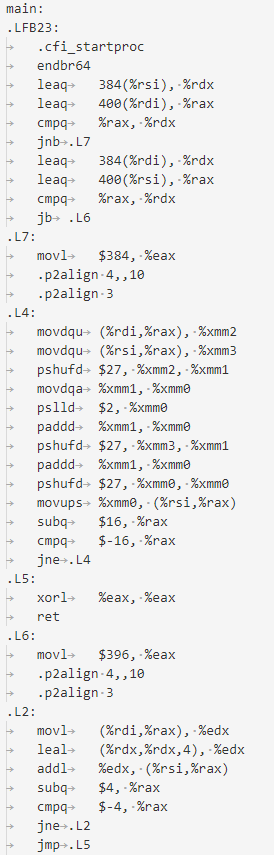 main:
.LFB23:
→ .cfi_startproc
→ endbr64
→ leaq→ 384(%rsi),·%rdx
→ leaq→ 400(%rdi),·%rax
→ cmpq→ %rax,·%rdx
→ jnb→.L7
→ leaq→ 384(%rdi),·%rdx
→ leaq→ 400(%rsi),·%rax
→ cmpq→ %rax,·%rdx
→ jb→ .L6
.L7:
→ movl→ $384,·%eax
→ .p2align·4,,10
→ .p2align·3
.L4:
→ movdqu→ (%rdi,%rax),·%xmm2
→ movdqu→ (%rsi,%rax),·%xmm3
→ pshufd→ $27,·%xmm2,·%xmm1
→ movdqa→ %xmm1,·%xmm0
→ pslld→ $2,·%xmm0
→ paddd→ %xmm1,·%xmm0
→ pshufd→ $27,·%xmm3,·%xmm1
→ paddd→ %xmm1,·%xmm0
→ pshufd→ $27,·%xmm0,·%xmm0
→ movups→ %xmm0,·(%rsi,%rax)
→ subq→ $16,·%rax
→ cmpq→ $-16,·%rax
→ jne→.L4
.L5:
→ xorl→ %eax,·%eax
→ ret
.L6:
→ movl→ $396,·%eax
→ .p2align·4,,10
→ .p2align·3
.L2:
→ movl→ (%rdi,%rax),·%edx
→ leal→ (%rdx,%rdx,4),·%edx
→ addl→ %edx,·(%rsi,%rax)
→ subq→ $4,·%rax
→ cmpq→ $-4,·%rax
→ jne→.L2
→ jmp→.L5